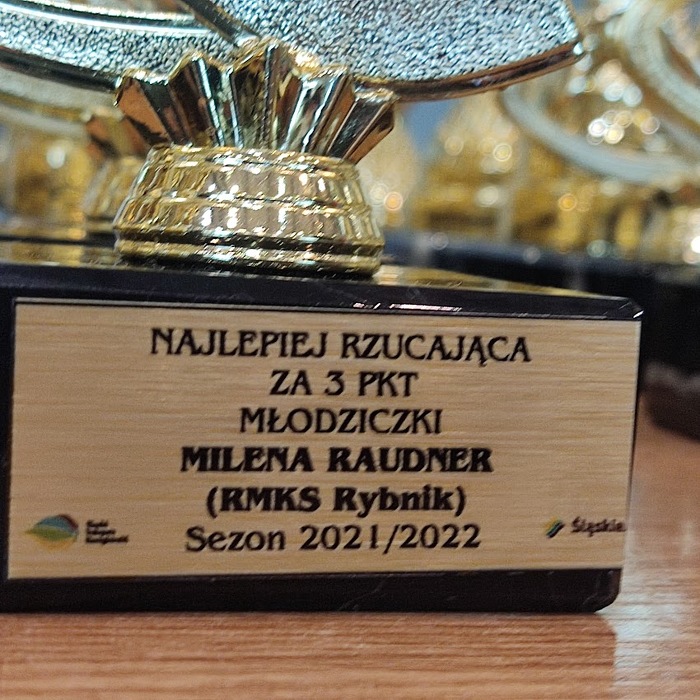 NAJLEPIEJ RZUCAJĄCA
ZA 3 PKT
MŁODZICZKI
MILENA RAUDNER
(RMKS Rybnik)
Sezon 2021/2022
Śląskie.